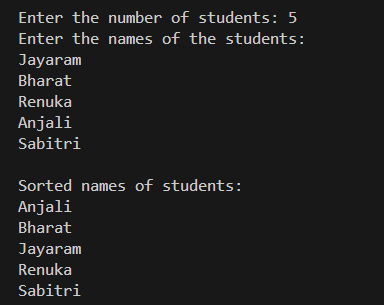 Enter the number of students: 5
Enter the names of the students:
Jayaram
Bharat
Renuka
Anjali
Sabitri

Sorted names of students:
Anjali
Bharat
Jayaram
Renuka
Sabitri